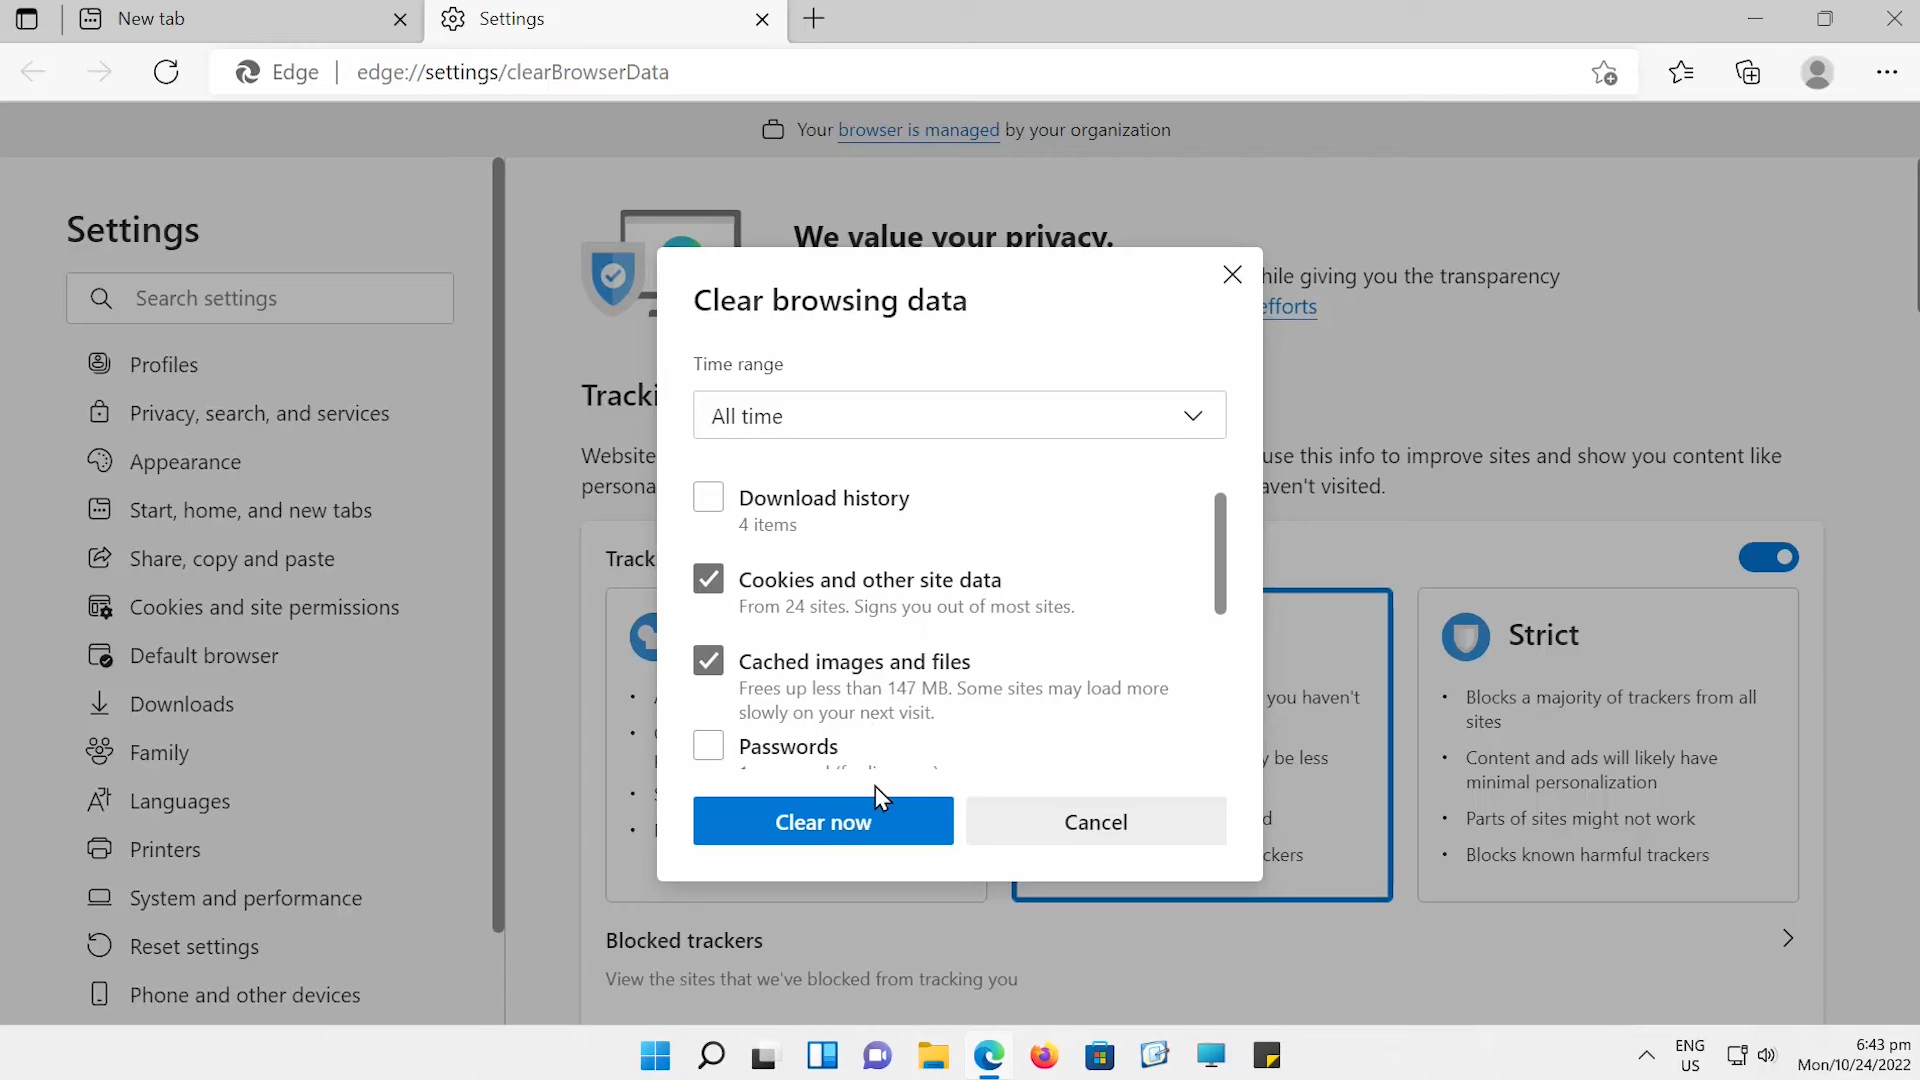 New tab
Settings
Edge
edge://settings/clearBrowserData
Your browser is managed by your organization
Settings
Search settings
Profiles
Privacy, search, and services
Appearance
Start, home, and new tabs
Share, copy and paste
Cookies and site permissions
Default browser
Downloads
Family
Languages
Printers
System and performance
Reset settings
Phone and other devices
We value your privacy.
hile giving you the transparency
efforts
Tracki
Website
use this info to improve sites and show you content like
persona
aven't visited.
Track
you haven't
y be less
d
ckers
Strict
• Blocks a majority of trackers from all
sites
• Content and ads will likely have
minimal personalization
• Parts of sites might not work
• Blocks known harmful trackers
Blocked trackers
View the sites that we've blocked from tracking you
Clear browsing data
Time range
All time
Download history
4 items
Cookies and other site data
From 24 sites. Signs you out of most sites.
Cached images and files
Frees up less than 147 MB. Some sites may load more
slowly on your next visit.
Passwords
Clear now
Cancel
ENG
US
6:43 pm
Mon/10/24/2022